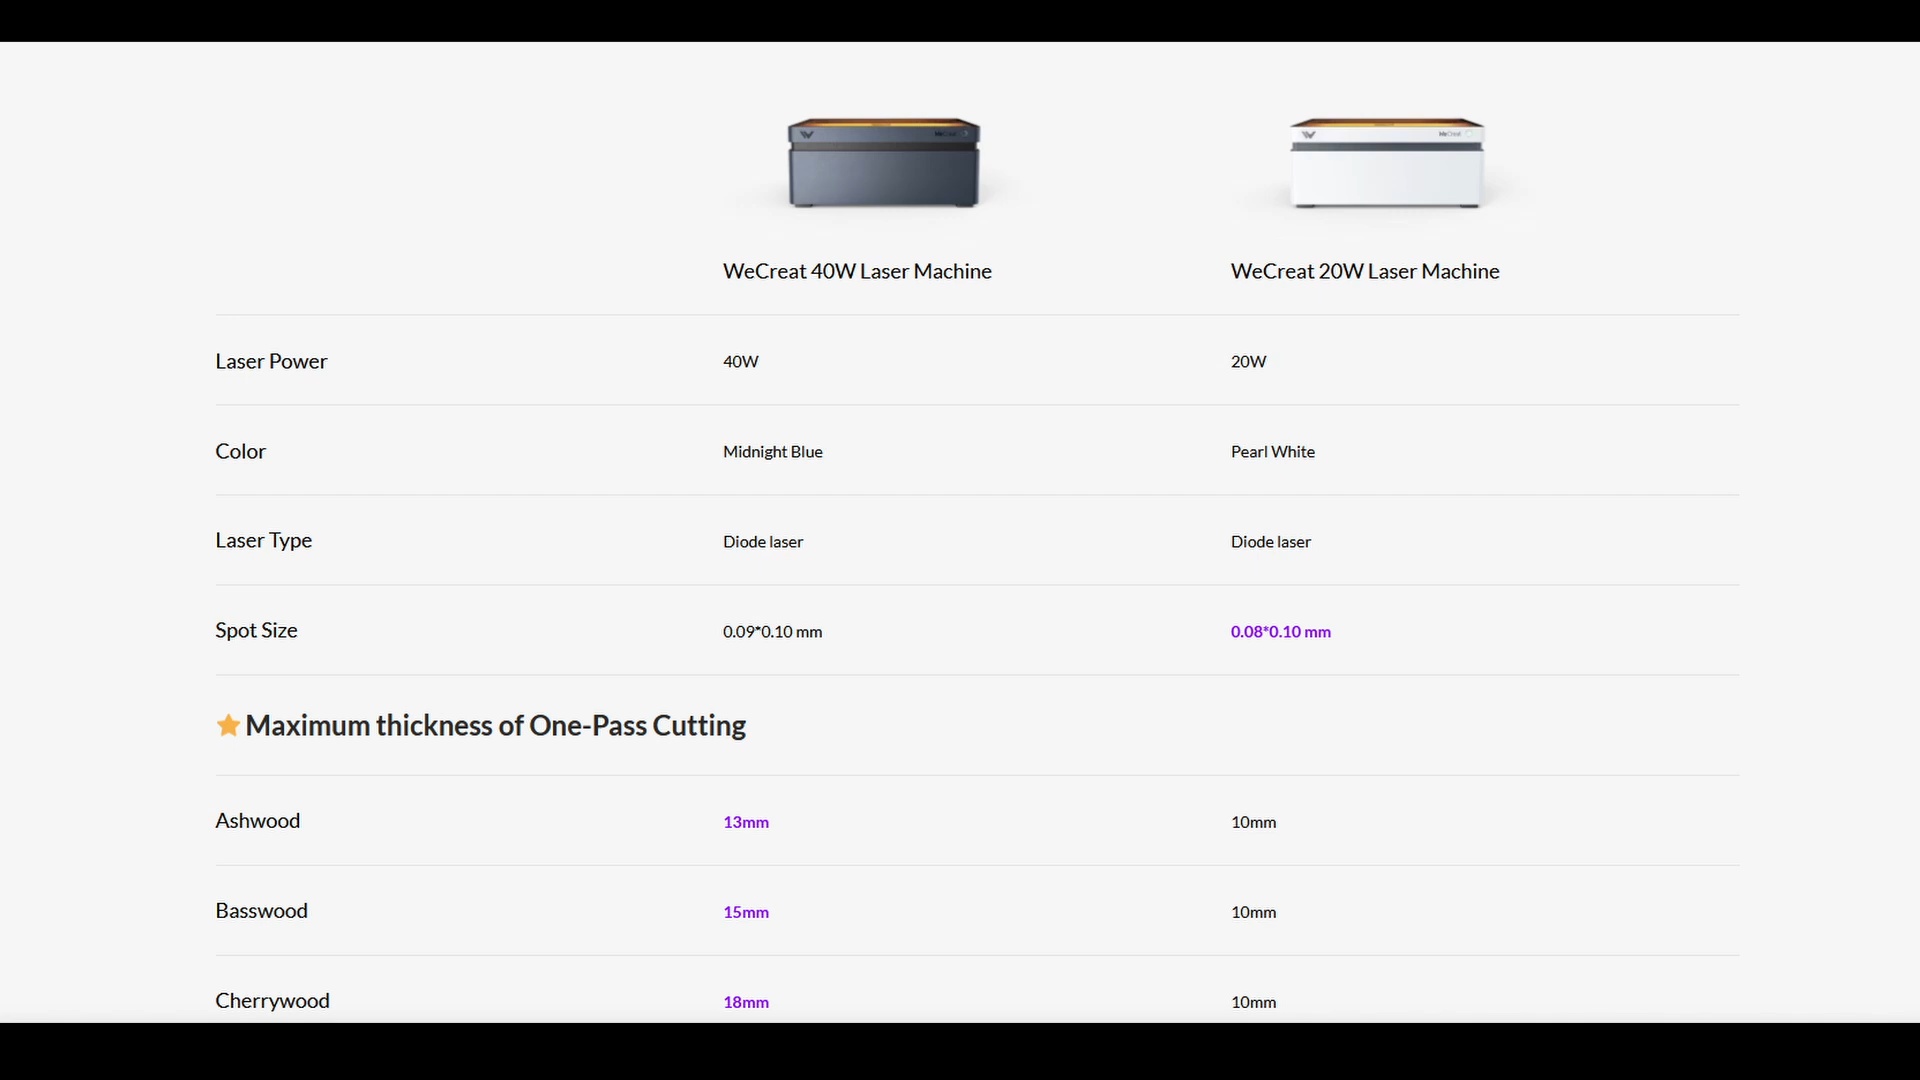 WeCreat 40W Laser Machine
WeCreat 20W Laser Machine
Laser Power
40W
20W
Color
Midnight Blue
Pearl White
Laser Type
Diode laser
Diode laser
Spot Size
0.09*0.10 mm
0.08*0.10 mm
Maximum thickness of One-Pass Cutting
Ashwood
13mm
10mm
Basswood
15mm
10mm
Cherrywood
18mm
10mm